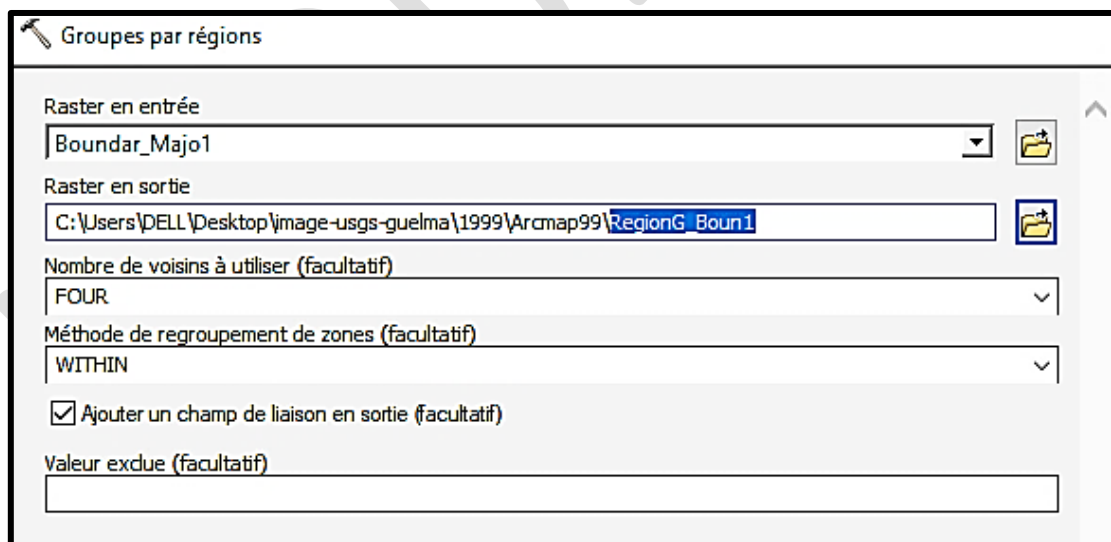 Groupes par régions
Raster en entrée
Boundar_Majo1
Raster en sortie
C:\Users\DELL\Desktop\image-usgs-guelma\1999\Arcmap99\RegionG_Boun1
Nombre de voisins à utiliser (facultatif)
FOUR
Méthode de regroupement de zones (facultatif)
WITHIN
Ajouter un champ de liaison en sortie (facultatif)
Valeur exclue (facultatif)